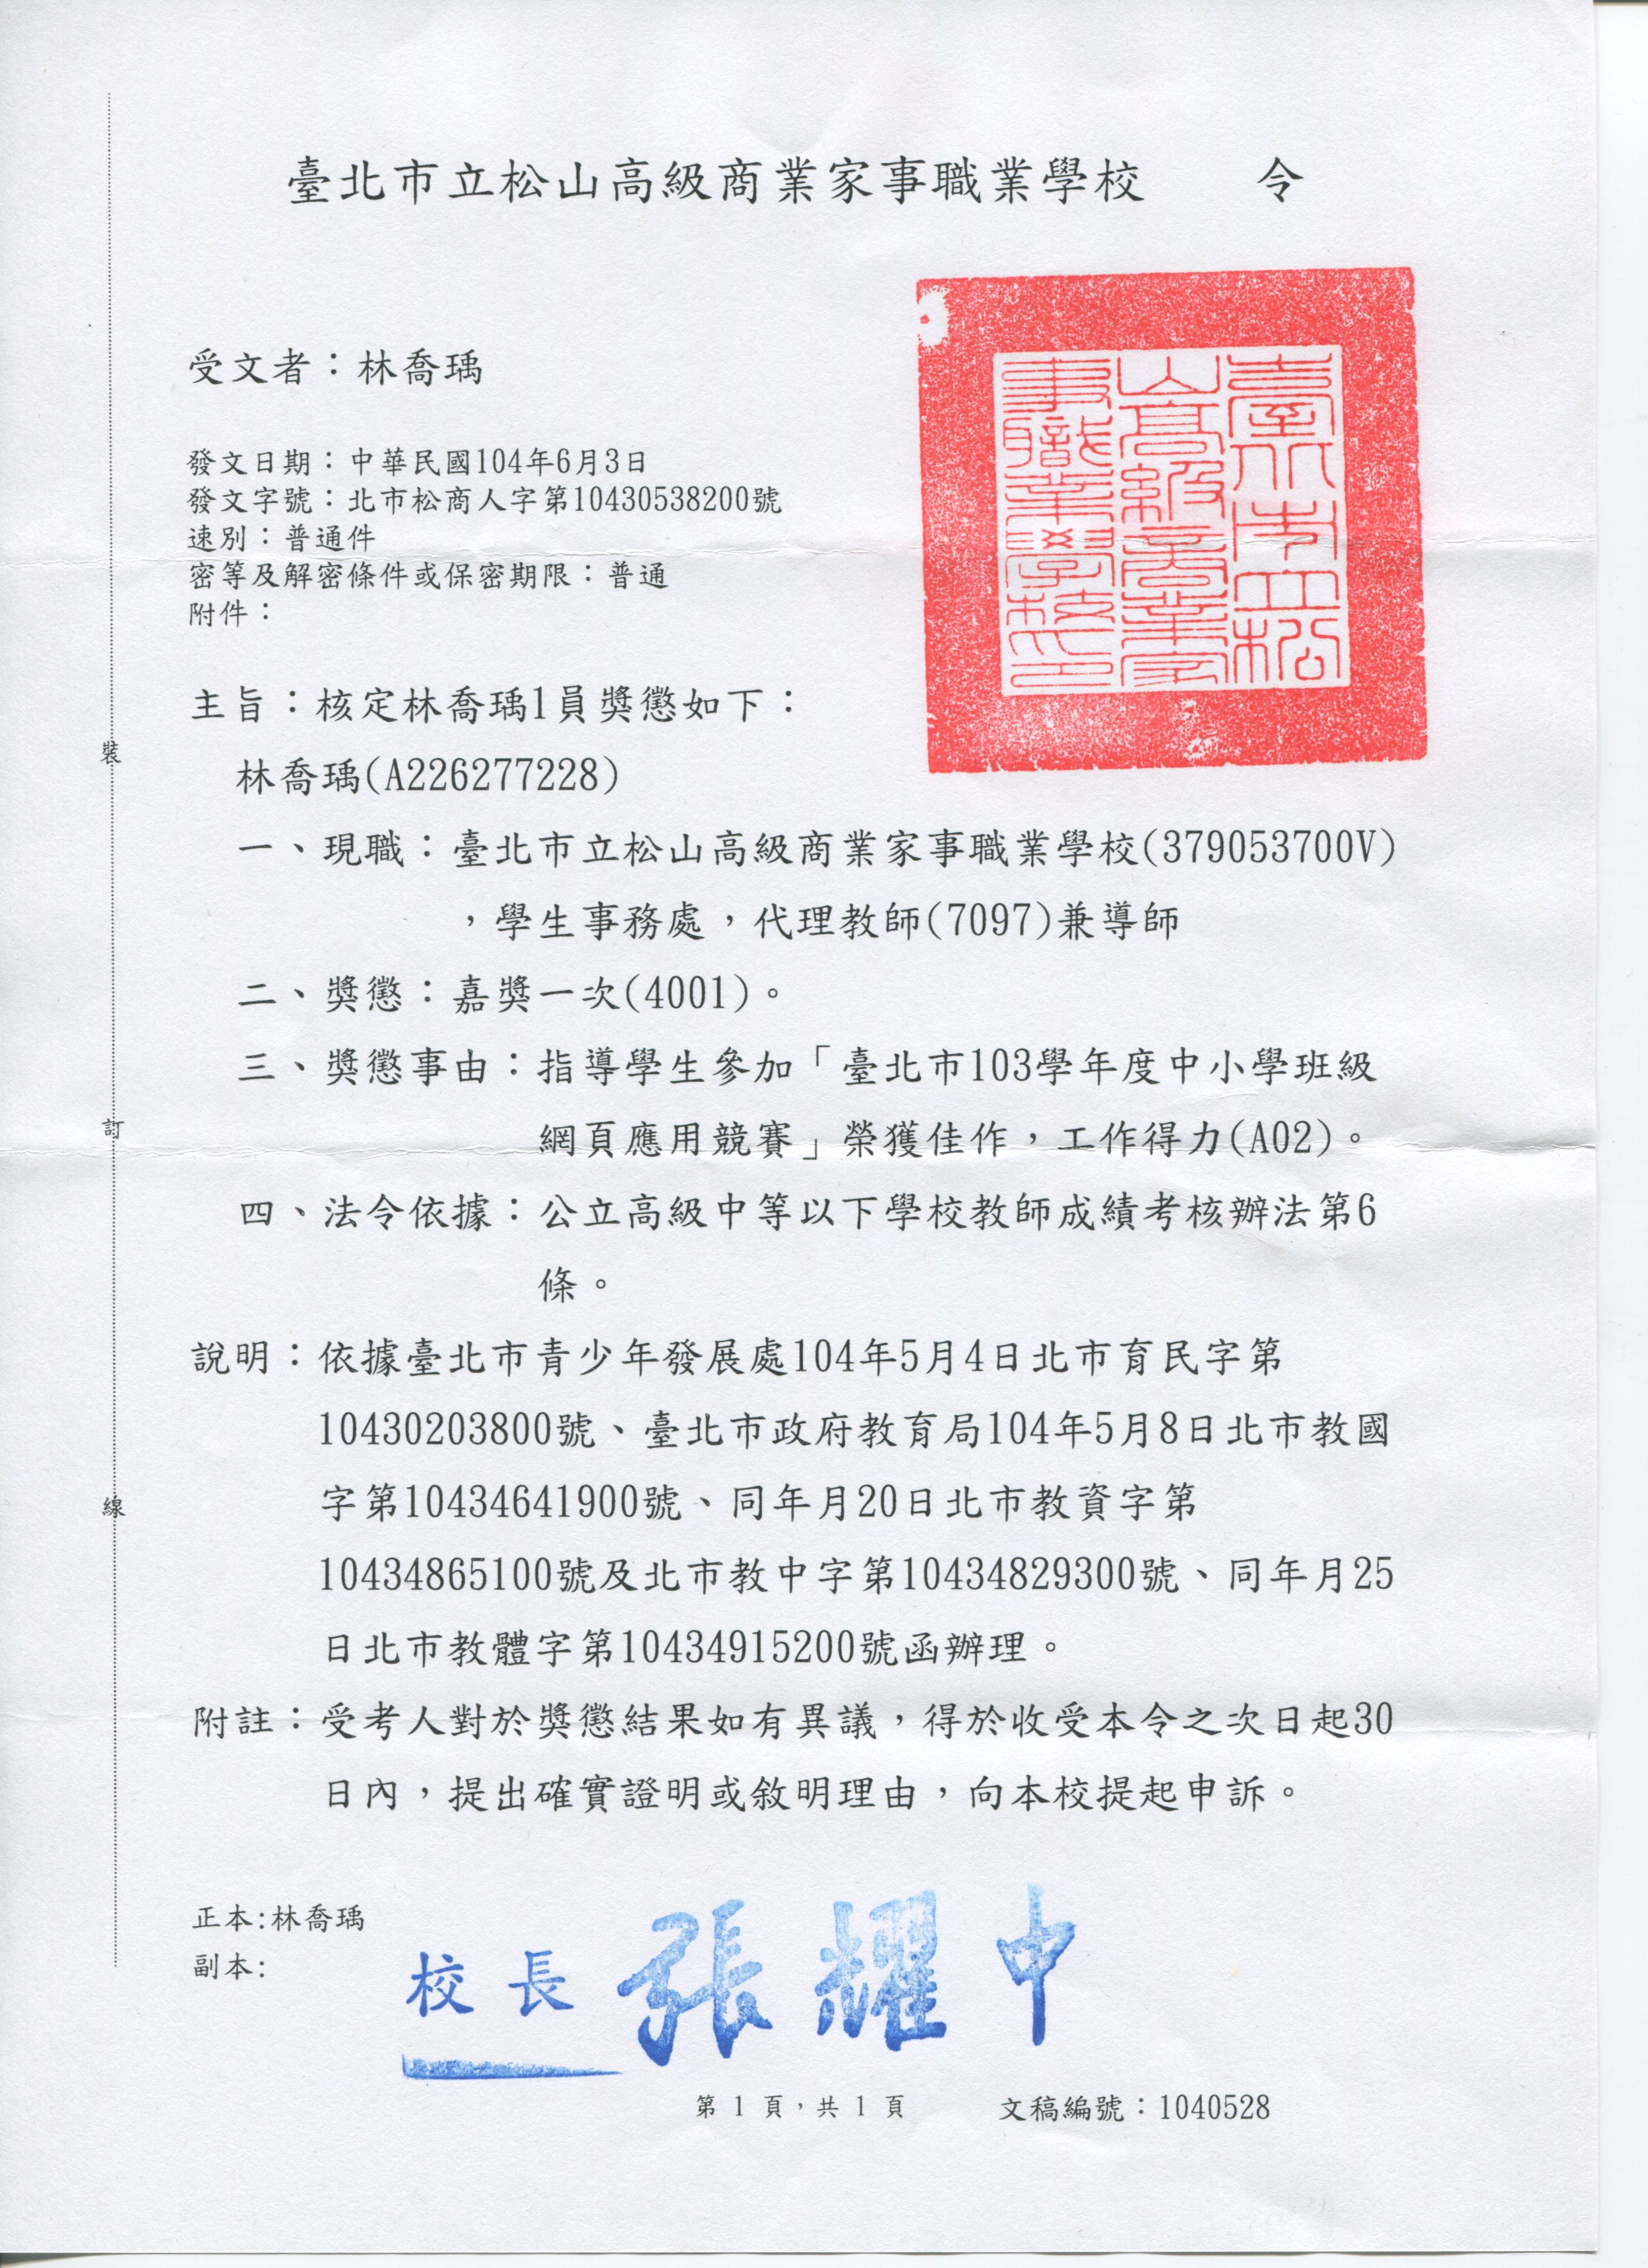 臺北市立松山高級商業家事職業學校　令
受文者：林喬瑀
發文日期：中華民國104年6月3日
發文字號：北市松商人字第10430538200號
速別：普通件
密等及解密條件或保密期限：普通
附件：
主旨：核定林喬瑀1員獎懲如下：
林喬瑀(A226277228)
一、現職：臺北市立松山高級商業家事職業學校(379053700V)
，學生事務處，代理教師(7097)兼導師
二、獎懲：嘉獎一次(4001)。
三、獎懲事由：指導學生參加「臺北市103學年度中小學班級
網頁應用競賽」榮獲佳作，工作得力(A02)。
四、法令依據：公立高級中等以下學校教師成績考核辦法第6
條。
說明：依據臺北市青少年發展處104年5月4日北市育民字第
10430203800號、臺北市政府教育局104年5月8日北市教國
字第10434641900號、同年月20日北市教資字第
10434865100號及北市教中字第10434829300號、同年月25
日北市教體字第10434915200號函辦理。
附註：受考人對於獎懲結果如有異議，得於收受本令之次日起30
日內，提出確實證明或敘明理由，向本校提起申訴。
正本:林喬瑀
副本:
校長 張耀中
第 1 頁，共 1 頁
文稿編號：1040528
裝
訂
線
臺北市立松
山高級商業家
事職業學校印